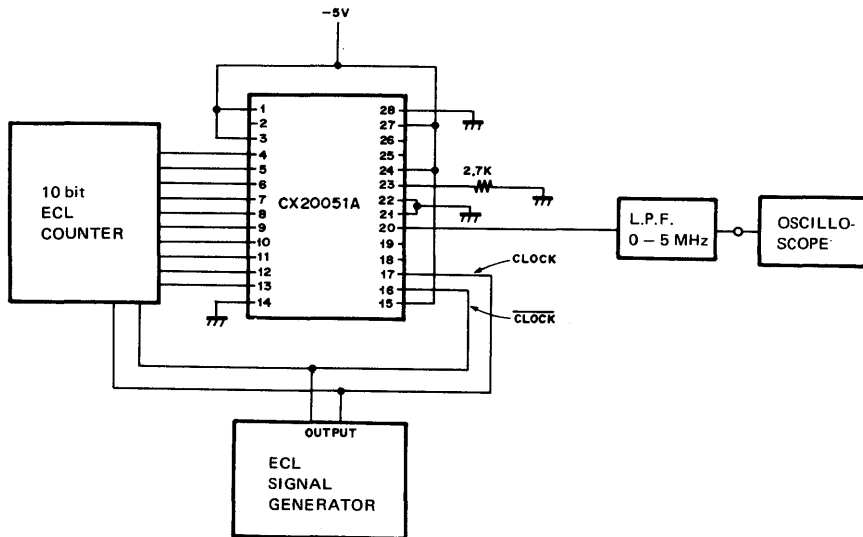 -5V
1
2
3
4
5
6
7
8
9
10
11
12
13
14
28
27
26
25
24
23
22
21
20
19
18
17
16
15
CX20051A
10 bit
ECL
COUNTER
2,7K
L.P.F.
0 – 5 MHz
OSCILLO-
SCOPE
CLOCK
CLOCK
OUTPUT
ECL
SIGNAL
GENERATOR